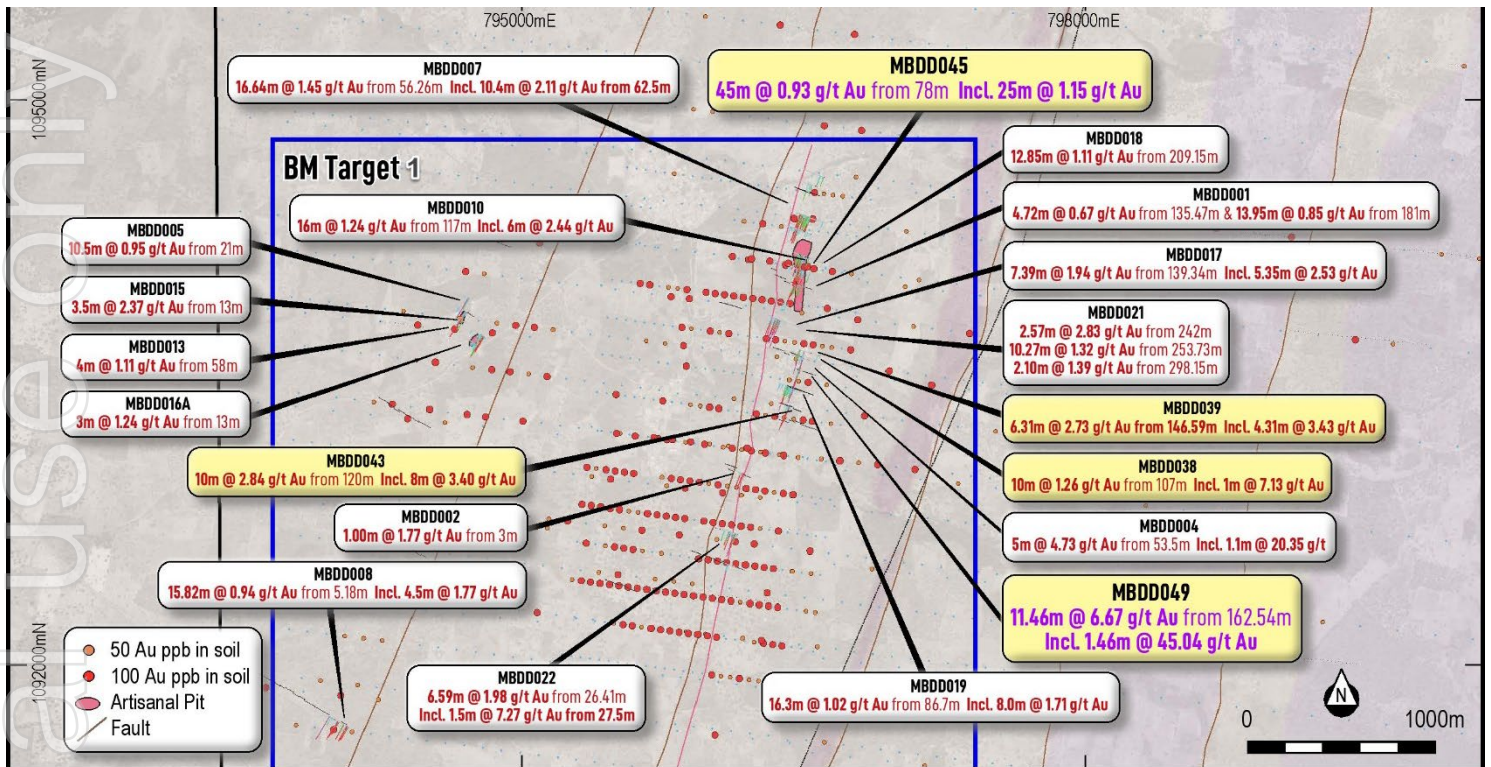 795000mE
798000mE
1095000mN
1092000mN
al use only
MBDD007
16.64m @ 1.45 g/t Au from 56.26m Incl. 10.4m @ 2.11 g/t Au from 62.5m
MBDD045
45m @ 0.93 g/t Au from 78m Incl. 25m @ 1.15 g/t Au
BM Target 1
MBDD018
12.85m @ 1.11 g/t Au from 209.15m
MBDD010
16m @ 1.24 g/t Au from 117m Incl. 6m @ 2.44 g/t Au
MBDD001
4.72m @ 0.67 g/t Au from 135.47m & 13.95m @ 0.85 g/t Au from 181m
MBDD005
10.5m @ 0.95 g/t Au from 21m
MBDD017
7.39m @ 1.94 g/t Au from 139.34m Incl. 5.35m @ 2.53 g/t Au
MBDD015
3.5m @ 2.37 g/t Au from 13m
MBDD021
2.57m @ 2.83 g/t Au from 242m
10.27m @ 1.32 g/t Au from 253.73m
2.10m @ 1.39 g/t Au from 298.15m
MBDD013
4m @ 1.11 g/t Au from 58m
MBDD016A
3m @ 1.24 g/t Au from 13m
MBDD039
6.31m @ 2.73 g/t Au from 146.59m Incl. 4.31m @ 3.43 g/t Au
MBDD043
10m @ 2.84 g/t Au from 120m Incl. 8m @ 3.40 g/t Au
MBDD038
10m @ 1.26 g/t Au from 107m Incl. 1m @ 7.13 g/t Au
MBDD002
1.00m @ 1.77 g/t Au from 3m
MBDD004
5m @ 4.73 g/t Au from 53.5m Incl. 1.1m @ 20.35 g/t
MBDD008
15.82m @ 0.94 g/t Au from 5.18m Incl. 4.5m @ 1.77 g/t Au
MBDD049
11.46m @ 6.67 g/t Au from 162.54m
Incl. 1.46m @ 45.04 g/t Au
MBDD022
6.59m @ 1.98 g/t Au from 26.41m
Incl. 1.5m @ 7.27 g/t Au from 27.5m
MBDD019
16.3m @ 1.02 g/t Au from 86.7m Incl. 8.0m @ 1.71 g/t Au
50 Au ppb in soil
100 Au ppb in soil
Artisanal Pit
Fault
N
0 1000m